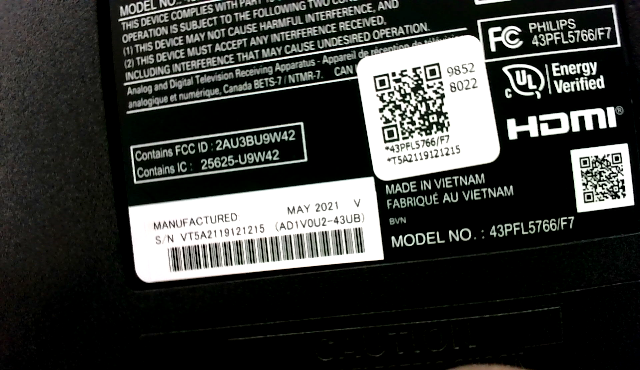 MODEL NO.:
THIS DEVICE COMPLIES WITH PART
OPERATION IS SUBJECT TO THE FOLLOWING TWO
(1) THIS DEVICE MAY NOT CAUSE HARMFUL INTERFERENCE, AND
(2) THIS DEVICE MUST ACCEPT ANY INTERFERENCE RECEIVED,
INCLUDING INTERFERENCE THAT MAY CAUSE UNDESIRED OPERATION.
Analog and Digital Television Receiving Apparatus - Appareil de réception de
analogique et numérique, Canada BETS-7 / NTMR-7. CAN
FC PHILIPS
43PFL5766/F7
9852
8022
*43PFL5766/F7
*T5A2119121215
c UL Energy
Verified
HDMI®
Contains FCC ID : 2AU3BU9W42
Contains IC : 25625-U9W42
MADE IN VIETNAM
FABRIQUÉ AU VIETNAM
BVN
MODEL NO. : 43PFL5766/F7
MANUFACTURED MAY 2021 V
S/N VT5A2119121215 (AD1V0U2-43UB)